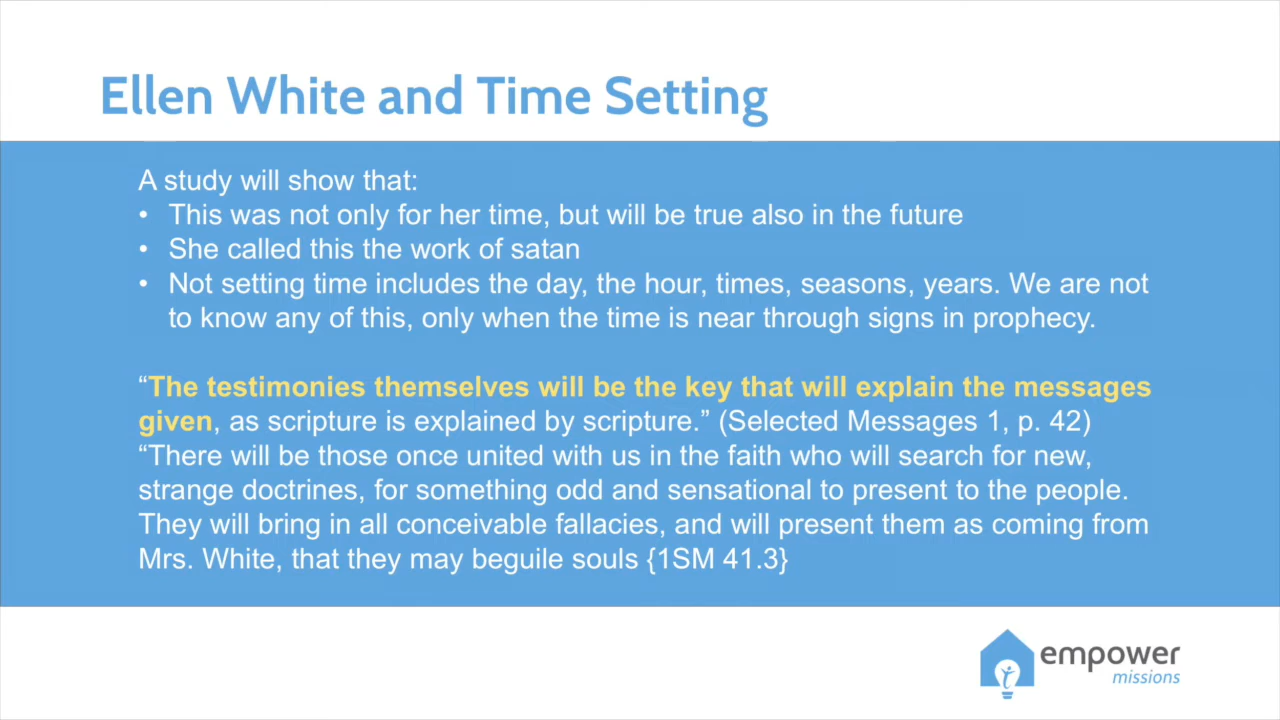 Ellen White and Time Setting
A study will show that:
• This was not only for her time, but will be true also in the future
• She called this the work of satan
• Not setting time includes the day, the hour, times, seasons, years. We are not
to know any of this, only when the time is near through signs in prophecy.
“The testimonies themselves will be the key that will explain the messages
given, as scripture is explained by scripture.” (Selected Messages 1, p. 42)
“There will be those once united with us in the faith who will search for new,
strange doctrines, for something odd and sensational to present to the people.
They will bring in all conceivable fallacies, and will present them as coming from
Mrs. White, that they may beguile souls {1SM 41.3}
empower
missions